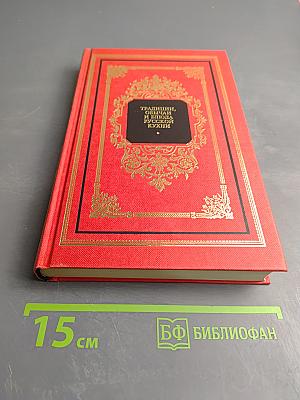 ТРАДИЦИИ,
ОБЫЧАИ
И БЛЮДА
РУССКОЙ
КУХНИ
15 см
БФ БИБЛИОФАН